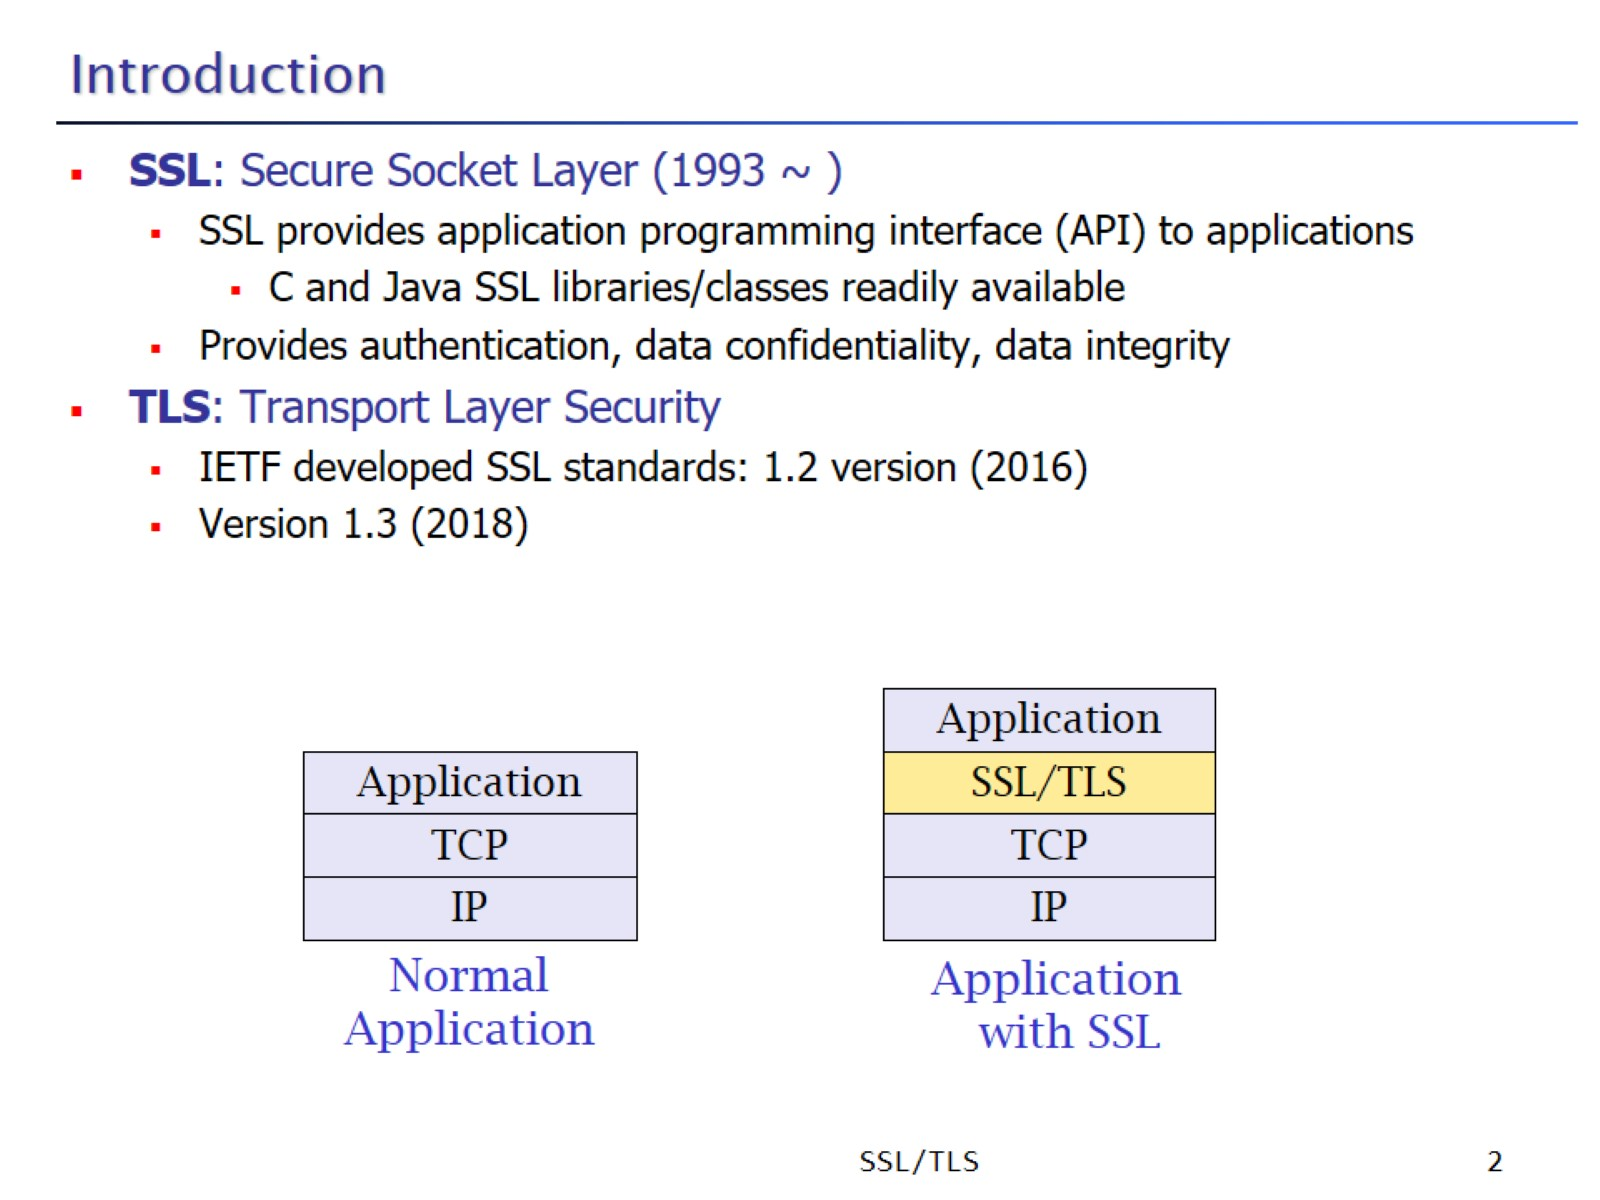 Introduction
SSL: Secure Socket Layer (1993 ~ )
SSL provides application programming interface (API) to applications
C and Java SSL libraries/classes readily available
Provides authentication, data confidentiality, data integrity
TLS: Transport Layer Security
IETF developed SSL standards: 1.2 version (2016)
Version 1.3 (2018)
Application
TCP
IP
Normal
Application
Application
SSL/TLS
TCP
IP
Application
with SSL
SSL/TLS
2